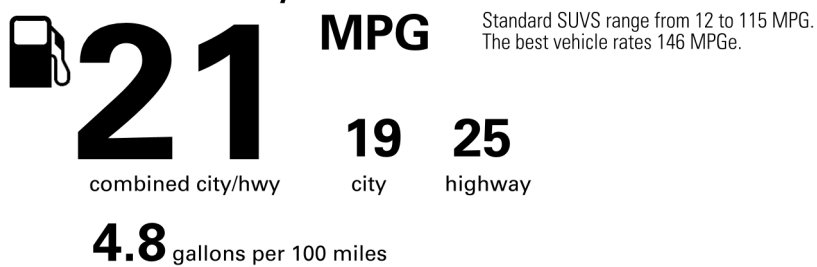 MPG
Standard SUVS range from 12 to 115 MPG.
The best vehicle rates 146 MPGe.
21
19
25
combined city/hwy
city
highway
4.8 gallons per 100 miles